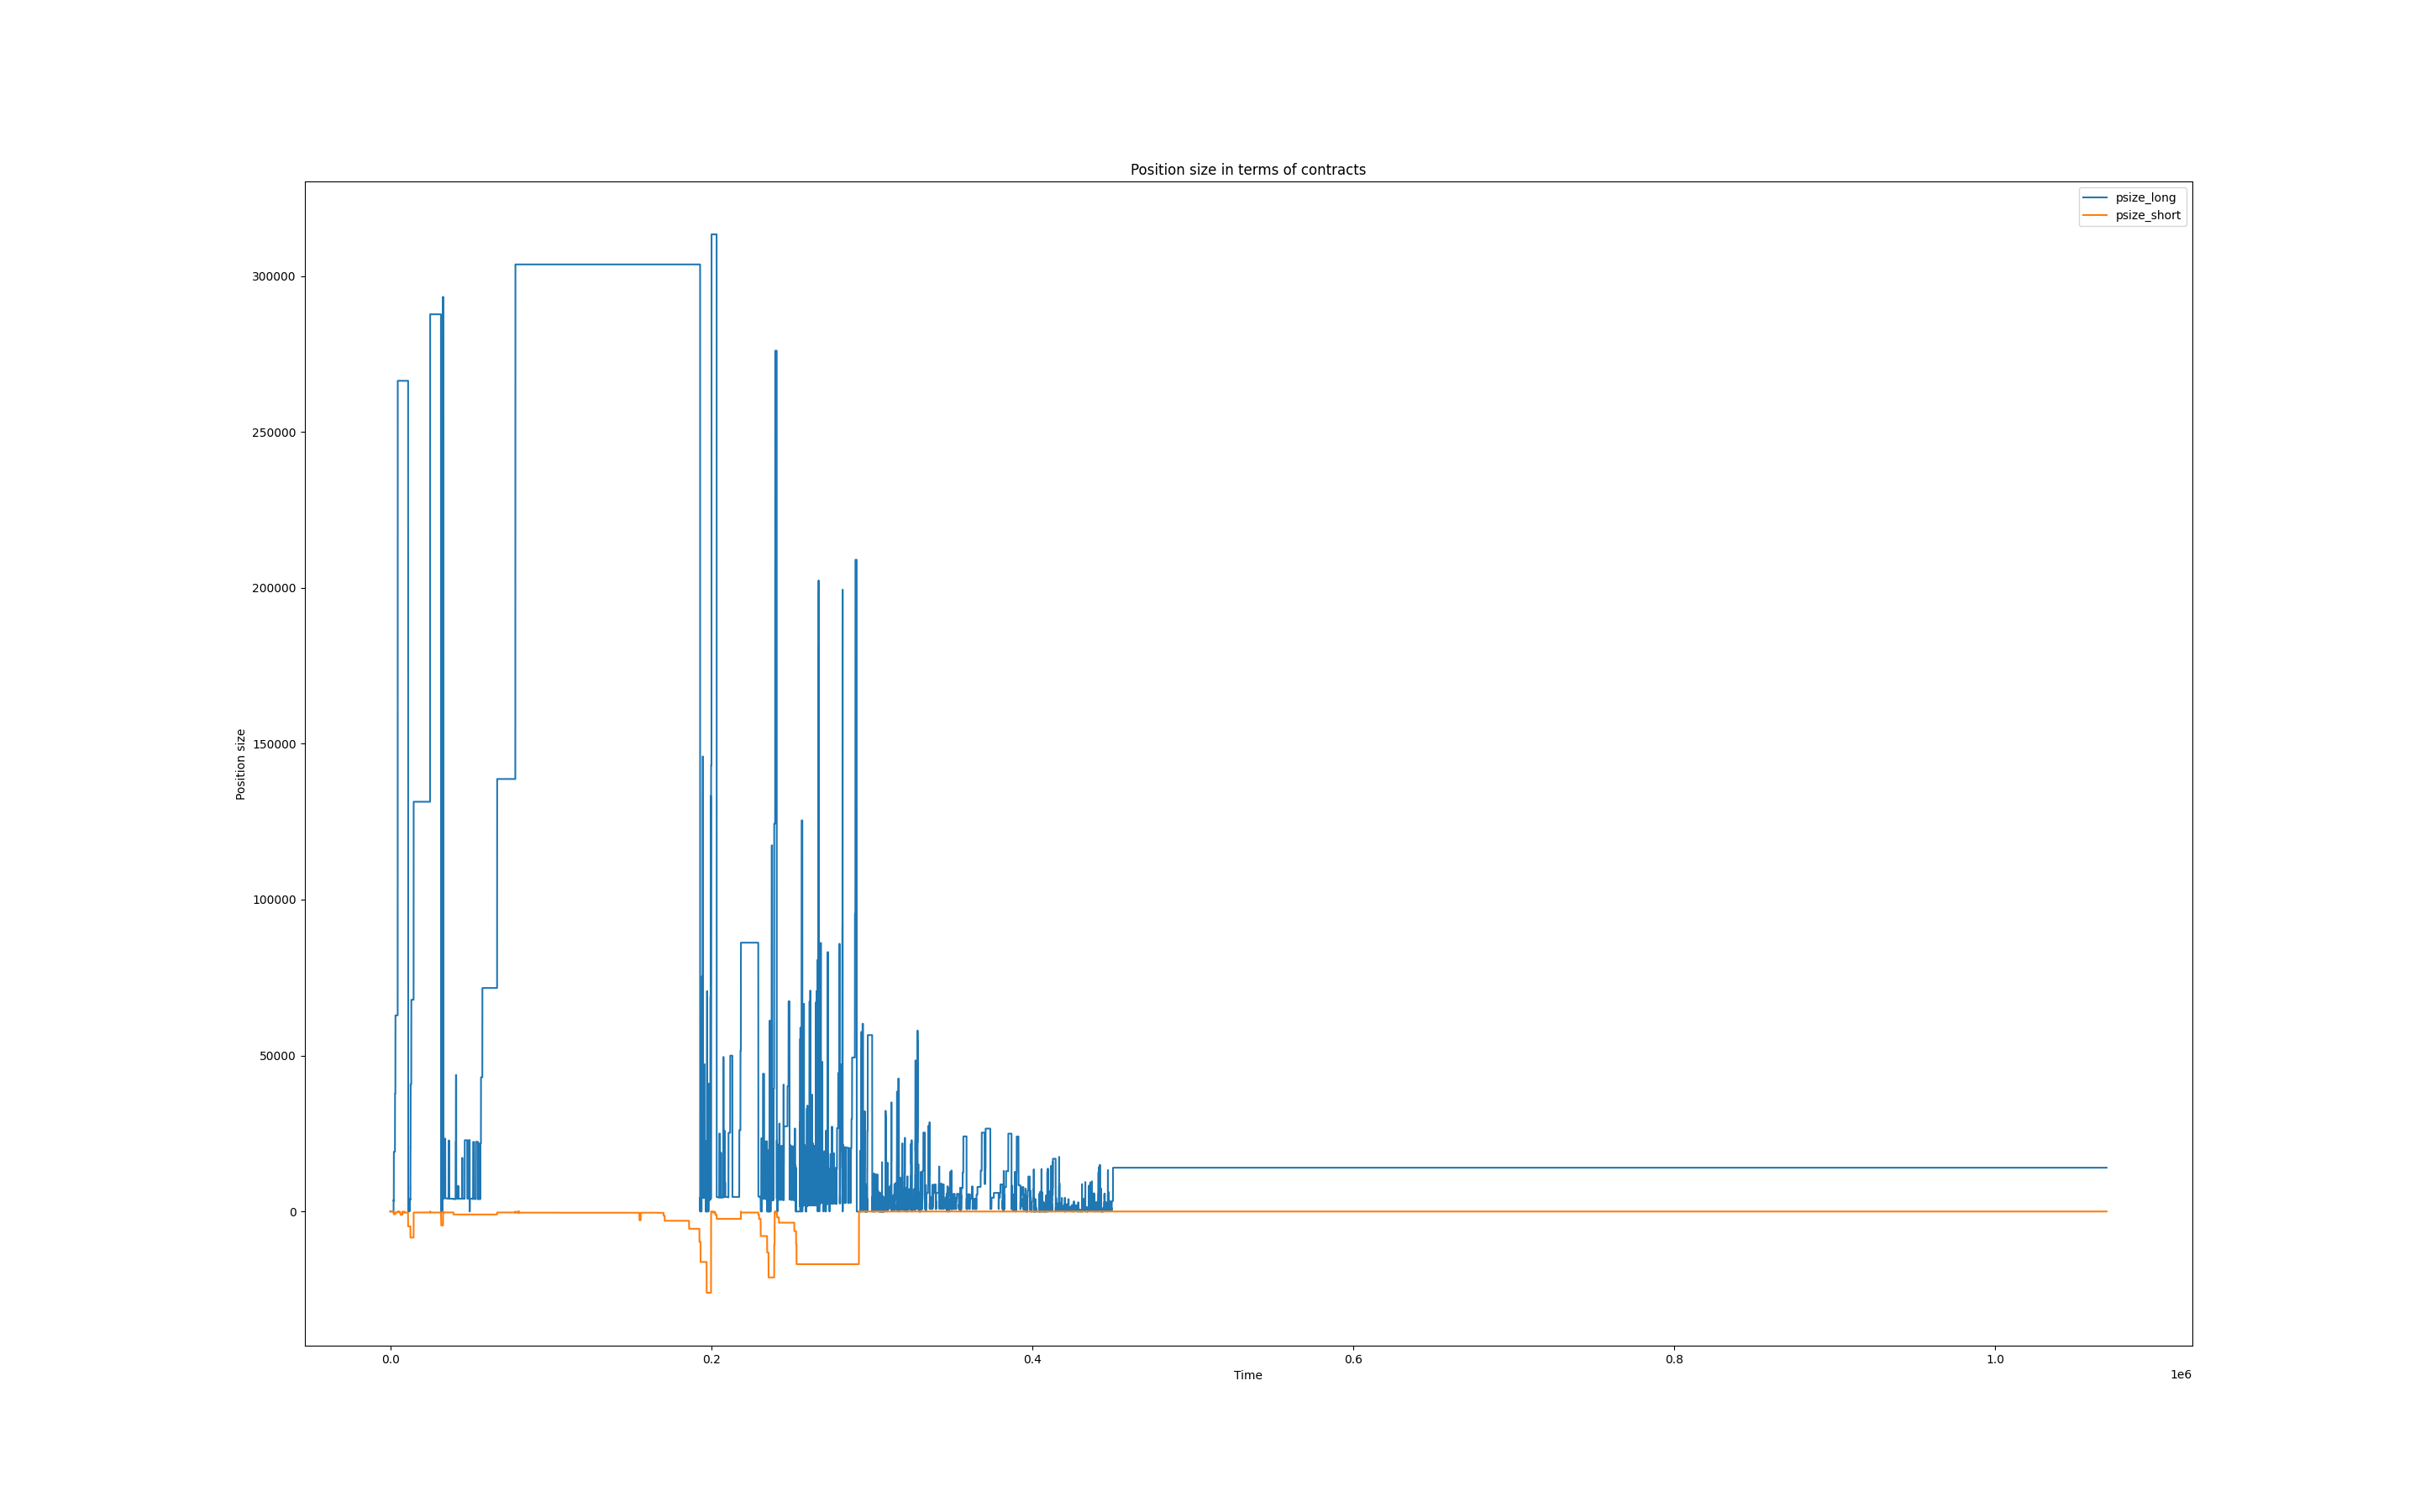 Position size in terms of contracts
psize_long
psize_short
300000
250000
200000
150000
100000
50000
0
Position size
0.0
0.2
0.4
0.6
0.8
1.0
Time
1e6